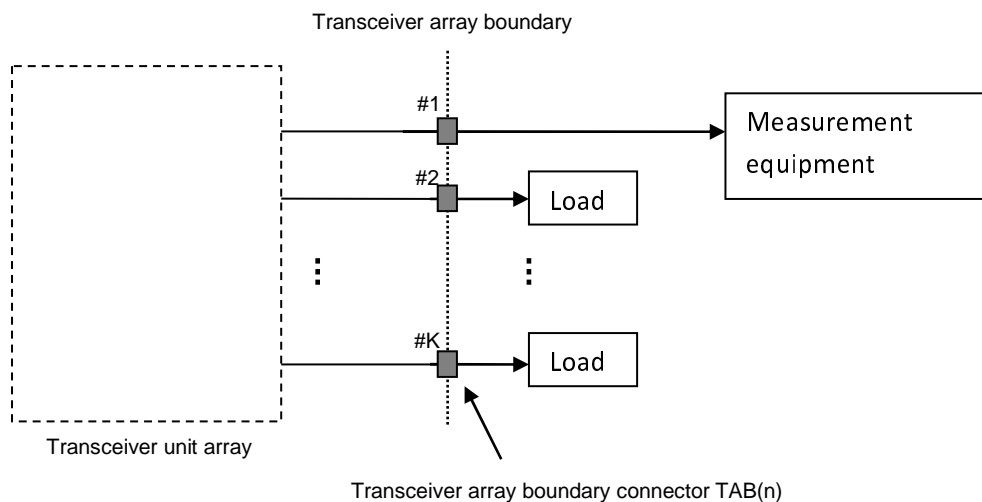 Transceiver array boundary
#1
Measurement
equipment
#2
Load
#K
Load
Transceiver unit array
Transceiver array boundary connector TAB(n)